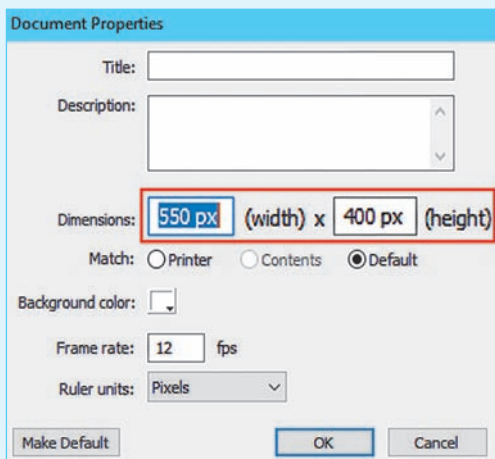 Document Properties
Title:
Description:
Dimensions: 550 px (width) x 400 px (height)
Match: Printer Contents Default
Background color:
Frame rate: 12 fps
Ruler units: Pixels
Make Default OK Cancel